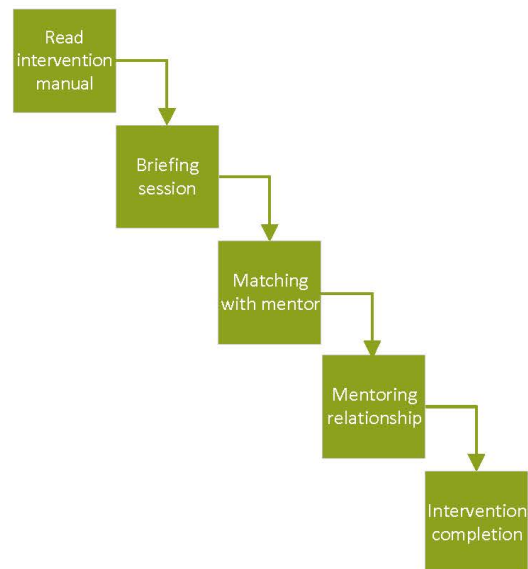 Read
intervention
manual
Briefing
session
Matching
with mentor
Mentoring
relationship
Intervention
completion